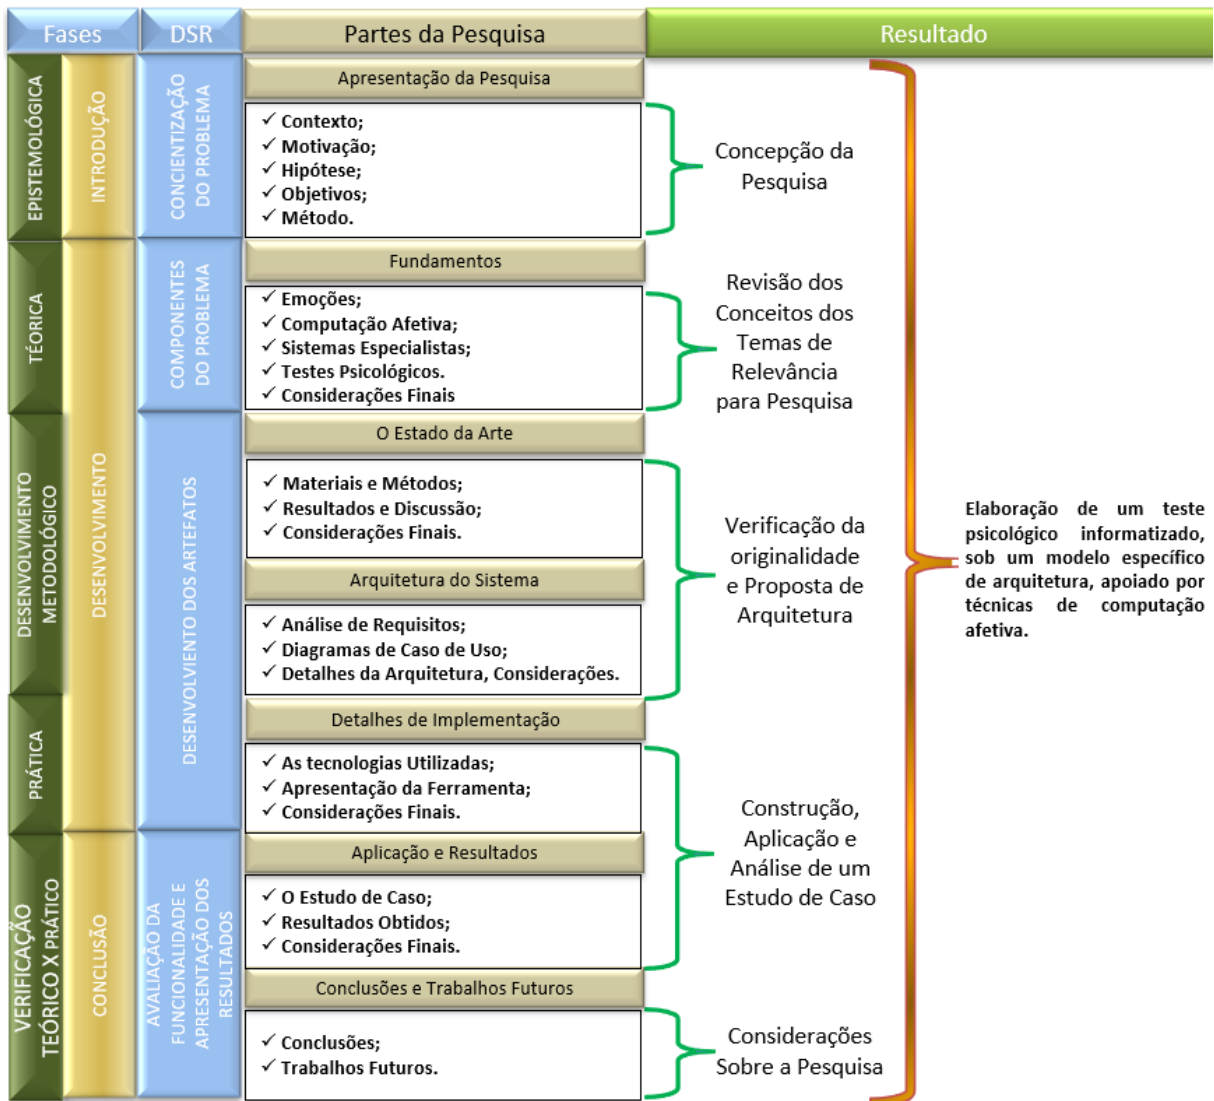 Fases
DSR
Partes da Pesquisa
Resultado
EPISTEMOLÓGICA
INTRODUÇÃO
CONCIENTIZAÇÃO
DO PROBLEMA
Apresentação da Pesquisa
✓ Contexto;
✓ Motivação;
✓ Hipótese;
✓ Objetivos;
✓ Método.
Concepção da
Pesquisa
TÉORICA
DESENVOLVIMENTO
COMPONENTES
DO PROBLEMA
Fundamentos
✓ Emoções;
✓ Computação Afetiva;
✓ Sistemas Especialistas;
✓ Testes Psicológicos.
✓ Considerações Finais
Revisão dos
Conceitos dos
Temas de
Relevância
para Pesquisa
DESENVOLVIMENTO
METODOLÓGICO
DESENVOLVIENTO DOS ARTEFATOS
O Estado da Arte
✓ Materiais e Métodos;
✓ Resultados e Discussão;
✓ Considerações Finais.
Arquitetura do Sistema
✓ Análise de Requisitos;
✓ Diagramas de Caso de Uso;
✓ Detalhes da Arquitetura, Considerações.
Verificação da
originalidade
e Proposta de
Arquitetura
PRÁTICA
Detalhes de Implementação
✓ As tecnologias Utilizadas;
✓ Apresentação da Ferramenta;
✓ Considerações Finais.
VERIFICAÇÃO
TEÓRICO X PRÁTICO
CONCLUSÃO
AVALIAÇÃO DA
FUNCIONALIDADE E
APRESENTAÇÃO DOS
RESULTADOS
Aplicação e Resultados
✓ O Estudo de Caso;
✓ Resultados Obtidos;
✓ Considerações Finais.
Construção,
Aplicação e
Análise de um
Estudo de Caso
Conclusões e Trabalhos Futuros
✓ Conclusões;
✓ Trabalhos Futuros.
Considerações
Sobre a Pesquisa
Elaboração de um teste
psicológico informatizado,
sob um modelo específico
de arquitetura, apoiado por
técnicas de computação
afetiva.